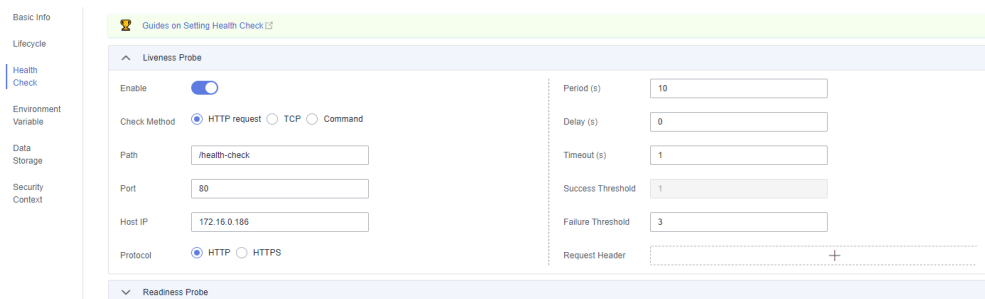 Basic Info
Lifecycle
Health
Check
Environment
Variable
Data
Storage
Security
Context
Guides on Setting Health Check
Liveness Probe
Enable
Check Method HTTP request TCP Command
Path /health-check
Port 80
Host IP 172.16.0.186
Protocol HTTP HTTPS
Period (s) 10
Delay (s) 0
Timeout (s) 1
Success Threshold 1
Failure Threshold 3
Request Header +
Readiness Probe